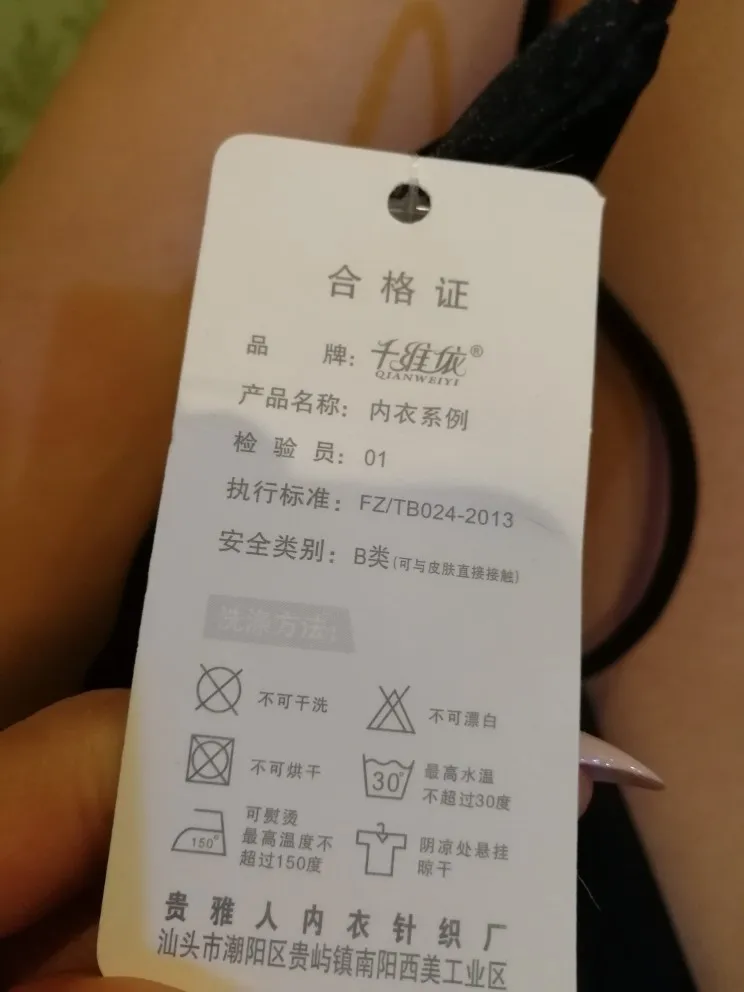 合格证
品 牌：千维依®
QIANWEIYI
产品名称：内衣系例
检 验 员：01
执行标准：FZ/TB024-2013
安全类别：B类(可与皮肤直接接触)
洗涤方法：
不可干洗
不可漂白
不可烘干
30°
最高水温
不超过30度
150°
可熨烫
最高温度不
超过150度
阴凉处悬挂
晾干
贵雅人内衣针织厂
汕头市潮阳区贵屿镇南阳西美工业区